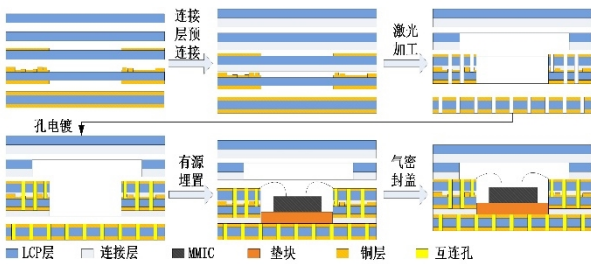 连接
层预
连接
激光
加工
孔电镀
有源
埋置
气密
封盖
LCP层
连接层
MMIC
垫块
铜层
互连孔